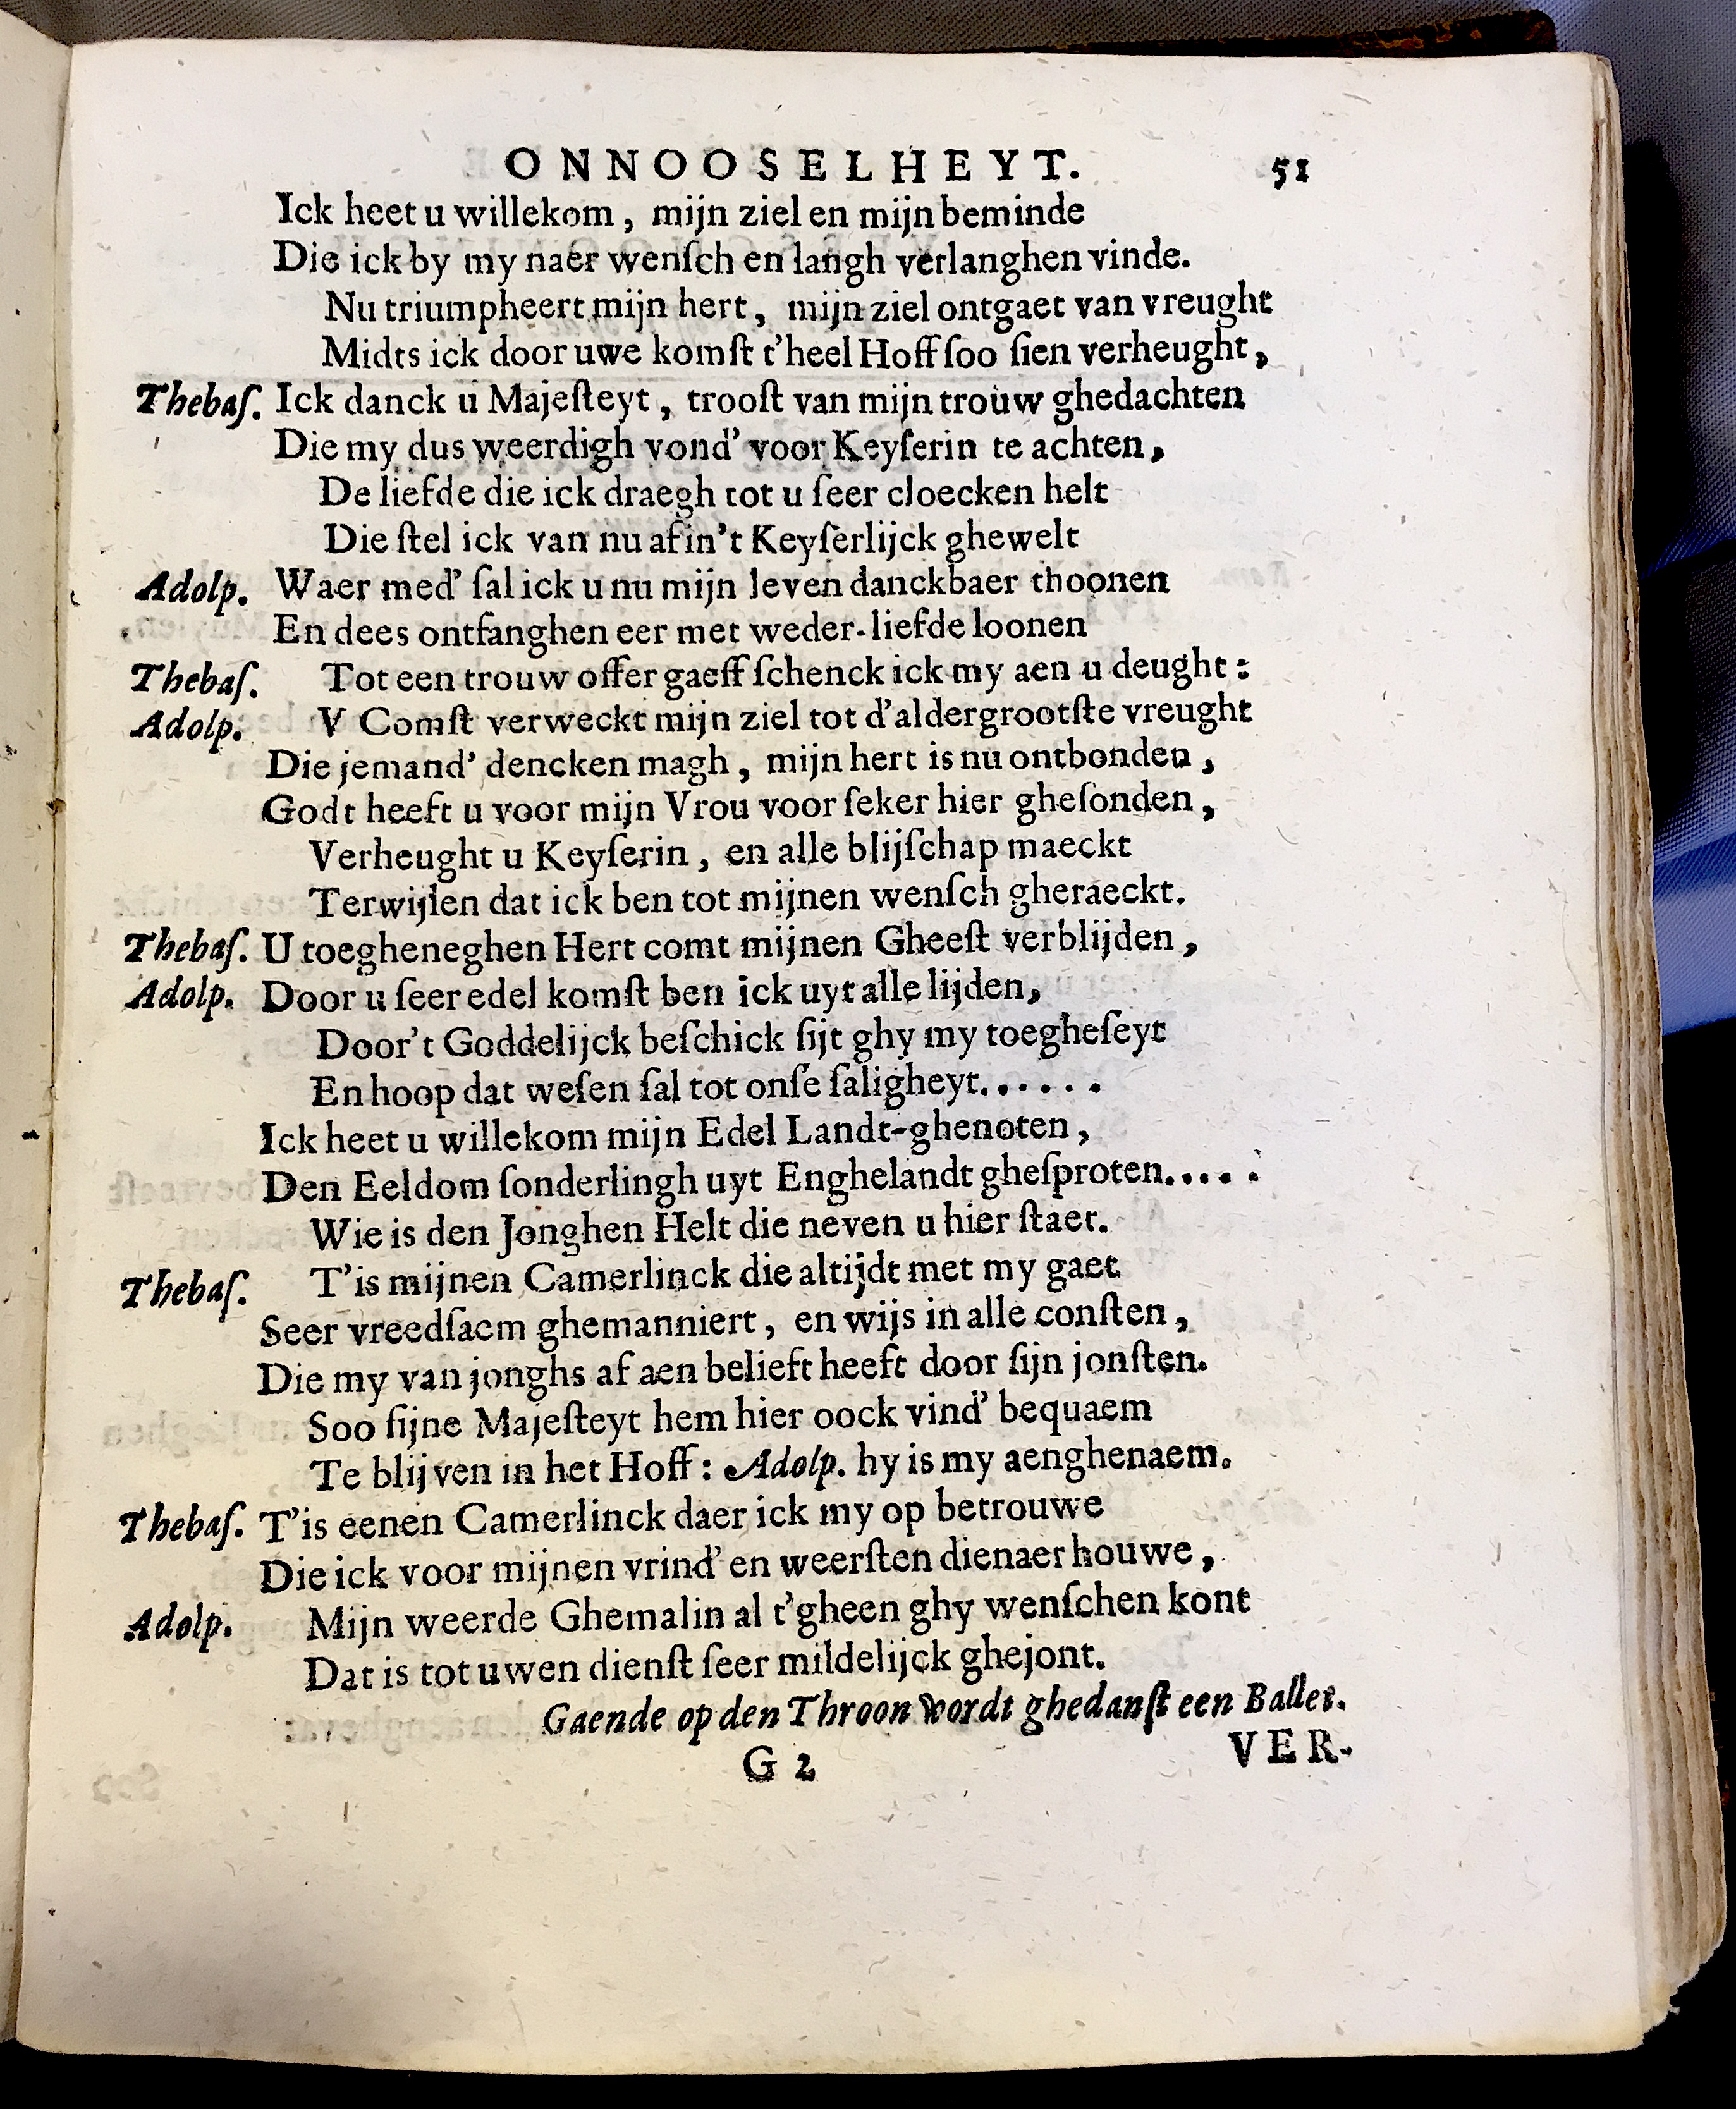 ONNOOSELHEYT. 51
Ick heet u willekom, mijn ziel en mijn beminde
Die ick by my naer wenſch en langh verlanghen vinde.
Nu triumpheert mijn hert, mijn ziel ontgaet van vreught
Midts ick door uwe komſt t'heel Hoff ſoo ſien verheught,
Thebaſ. Ick danck u Majeſteyt, trooſt van mijn trouw ghedachten
Die my dus weerdigh vond' voor Keyſerin te achten,
De liefde die ick draegh tot u ſeer cloecken helt
Die ſtel ick van nu af in't Keyſerlijck ghewelt
Adolp. Waer med' ſal ick u nu mijn leven danckbaer thoonen
En dees ontfanghen eer met weder-liefde loonen
Thebaſ. Tot een trouw offer gaeff ſchenck ick my aen u deught:
Adolp. V Comſt verweckt mijn ziel tot d'aldergrootſte vreught
Die jemand' dencken magh, mijn hert is nu ontbonden,
Godt heeft u voor mijn Vrou voor ſeker hier gheſonden,
Verheught u Keyſerin, en alle blijſchap maeckt
Terwijlen dat ick ben tot mijnen wenſch gheraeckt.
Thebaſ. U toegheneghen Hert comt mijnen Gheeſt verblijden,
Adolp. Door u ſeer edel komſt ben ick uyt alle lijden,
Door't Goddelijck beſchick ſijt ghy my toegheſeyt
En hoop dat weſen ſal tot onſe ſaligheyt......
Ick heet u willekom mijn Edel Landt-ghenoten,
Den Eeldom ſonderlingh uyt Enghelandt gheſproten.....
Wie is den Jonghen Helt die neven u hier ſtaet.
Thebaſ. T'is mijnen Camerlinck die altijdt met my gaet
Seer vreedſaem ghemanniert, en wijs in alle conſten,
Die my van jonghs af aen belieft heeft door ſijn jonſten.
Soo ſijne Majeſteyt hem hier oock vind' bequaem
Te blijven in het Hoff: Adolp. hy is my aenghenaem.
Thebaſ. T'is eenen Camerlinck daer ick my op betrouwe
Die ick voor mijnen vrind' en weerſten dienaer houwe,
Adolp. Mijn weerde Ghemalin al t'gheen ghy wenſchen kont
Dat is tot uwen dienſt ſeer mildelijck ghejont.
Gaende op den Throon wordt ghedanſt een Ballet.
G 2 VER-